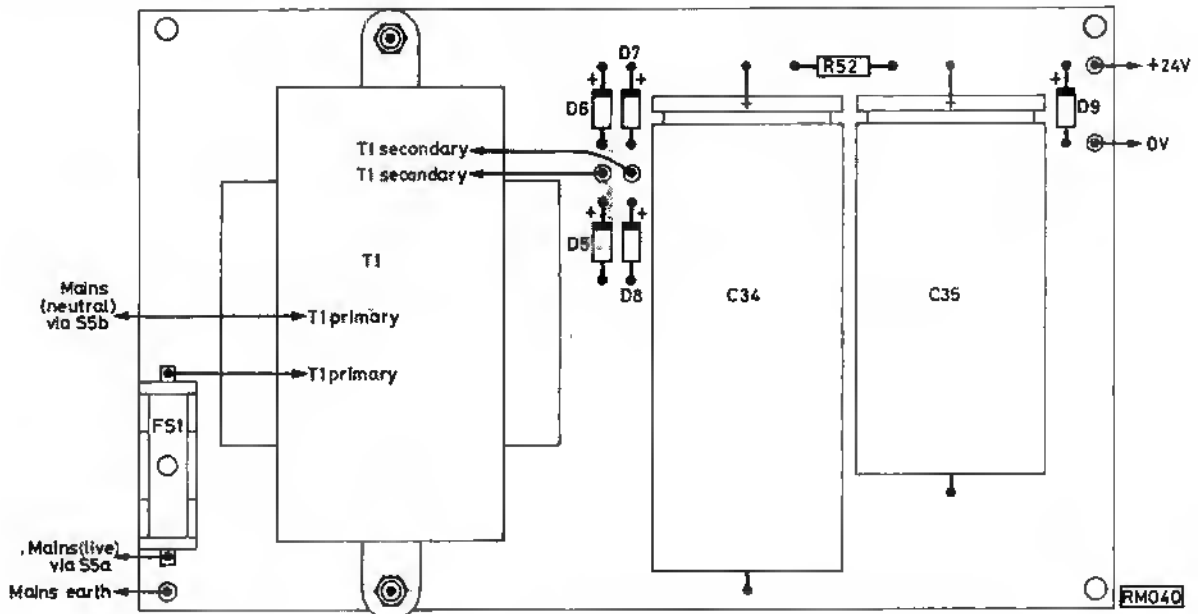 D7
R52
+24V
+
+
+
D6
D9
+
+
0V
T1 secondary
T1 secondary
+
+
D5
T1
D8
C34
C35
Mains
(neutral)
via S5b
T1 primary
T1 primary
FS1
Mains(live)
via S5a
Mains earth
RM040